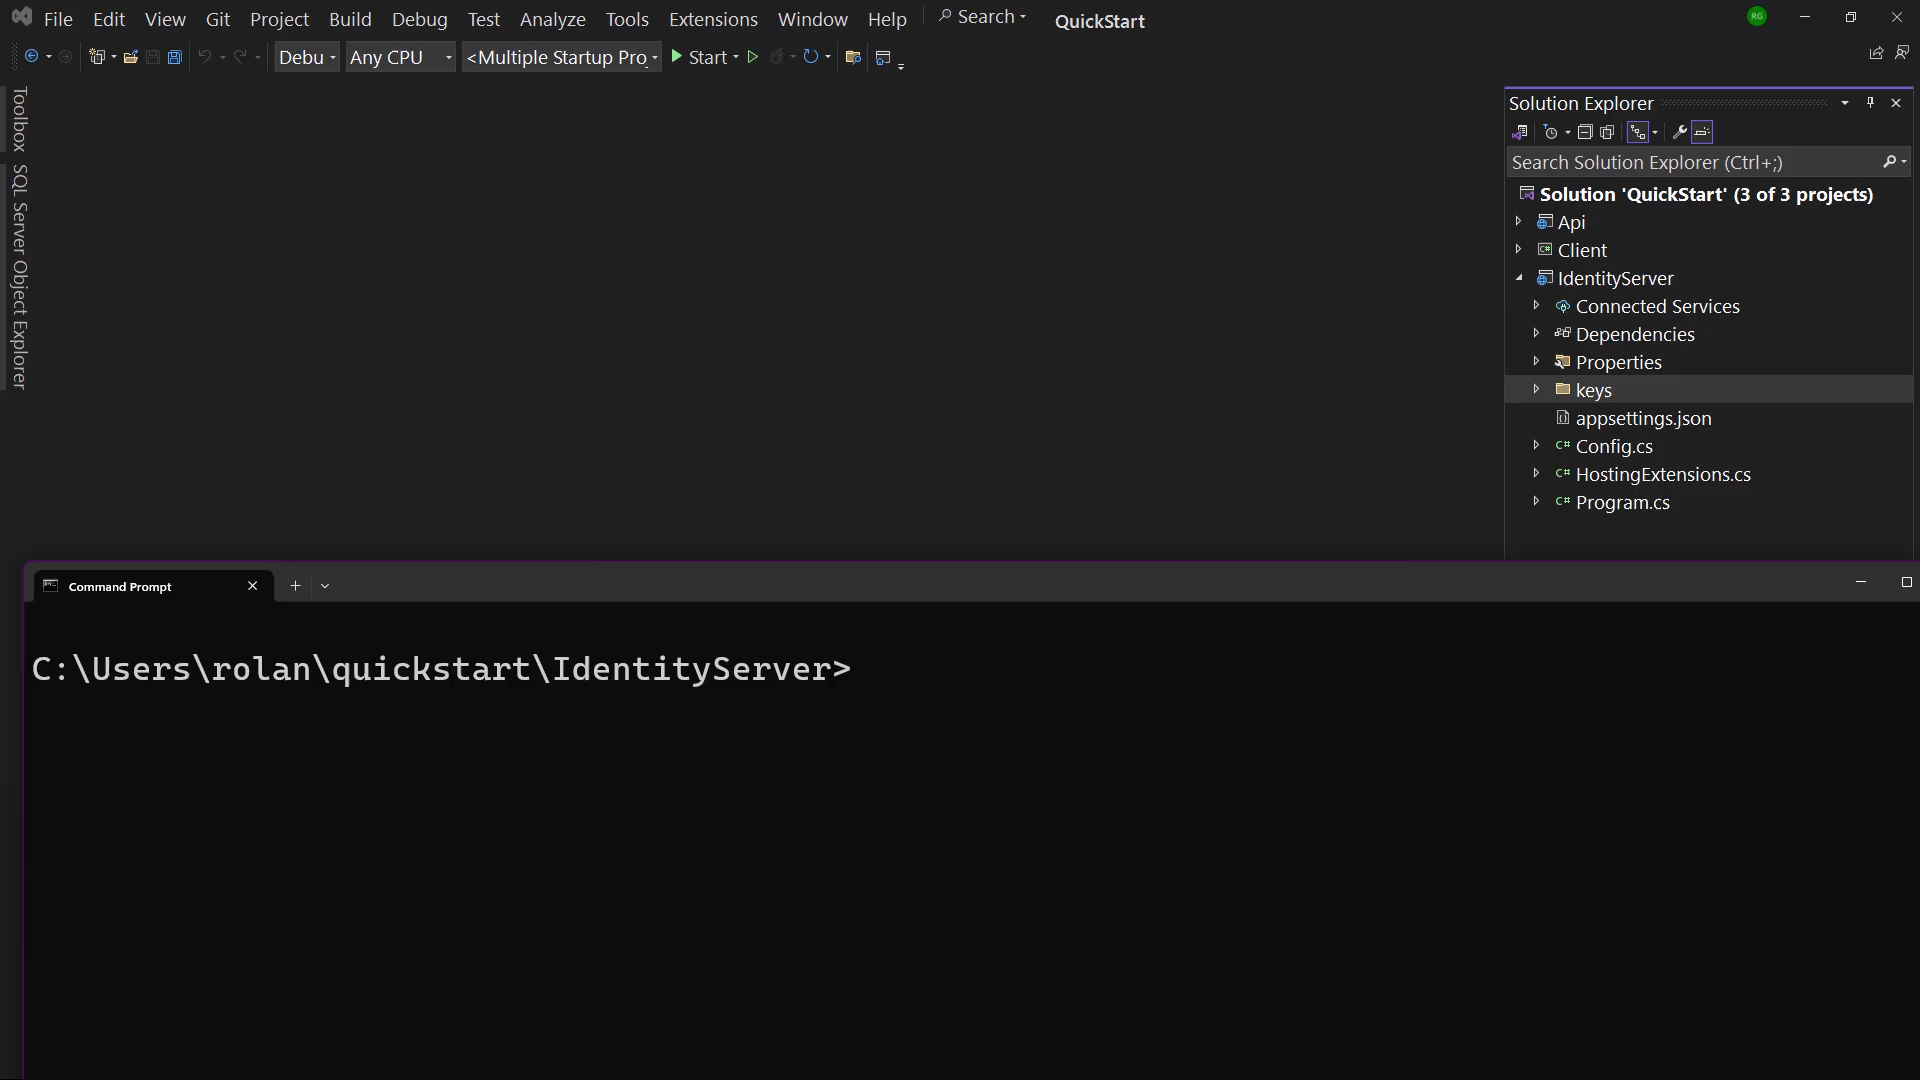 File Edit View Git Project Build Debug Test Analyze Tools Extensions Window Help Search QuickStart RG
Debu Any CPU <Multiple Startup Pro Start
Toolbox
SQL Server Object Explorer
Solution Explorer
Search Solution Explorer (Ctrl+;)
Solution 'QuickStart' (3 of 3 projects)
Api
C# Client
IdentityServer
Connected Services
Dependencies
Properties
keys
appsettings.json
C# Config.cs
C# HostingExtensions.cs
C# Program.cs
Command Prompt
C:\Users\rolan\quickstart\IdentityServer>